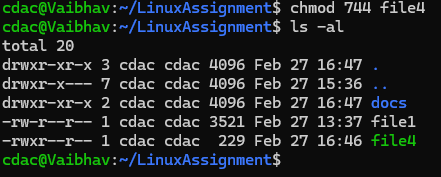 cdac@Vaibhav:~/LinuxAssignment$ chmod 744 file4
cdac@Vaibhav:~/LinuxAssignment$ ls -al
total 20
drwxr-xr-x 3 cdac cdac 4096 Feb 27 16:47 .
drwxr-x--- 7 cdac cdac 4096 Feb 27 15:36 ..
drwxr-xr-x 2 cdac cdac 4096 Feb 27 16:47 docs
-rw-r--r-- 1 cdac cdac 3521 Feb 27 13:37 file1
-rwxr--r-- 1 cdac cdac  229 Feb 27 16:46 file4
cdac@Vaibhav:~/LinuxAssignment$